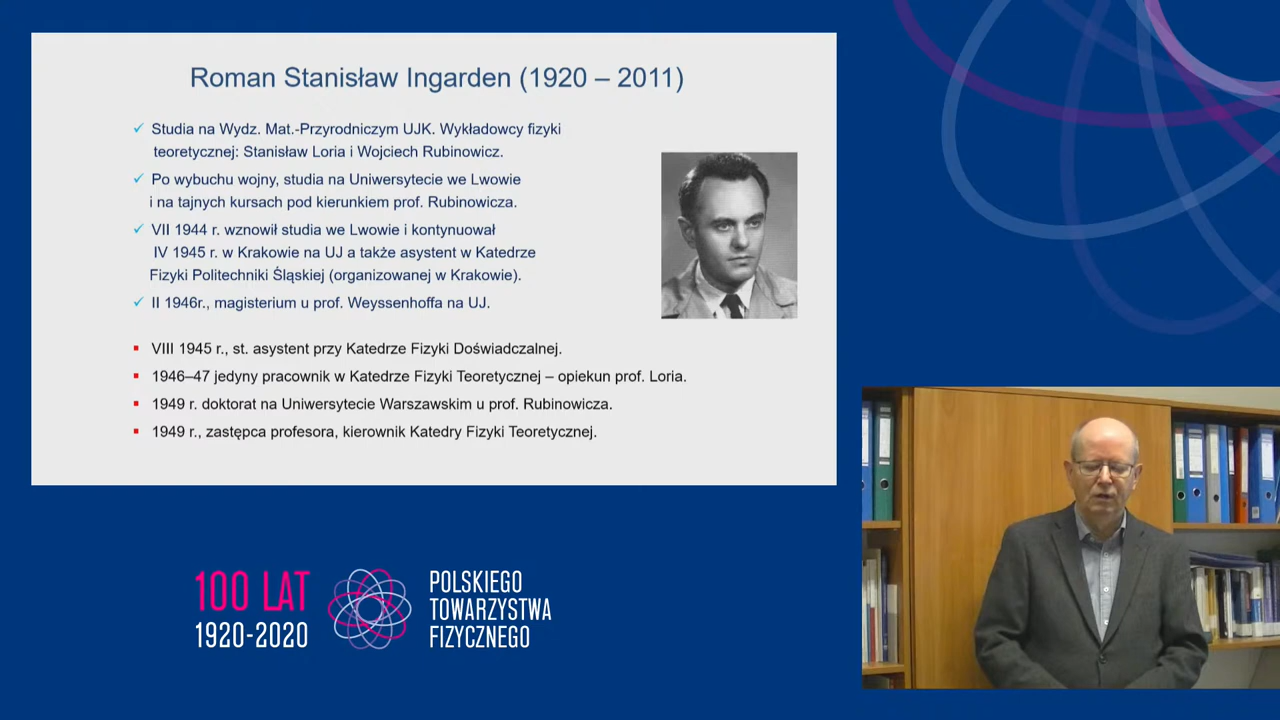 Roman Stanisław Ingarden (1920 – 2011)
Studia na Wydz. Mat.-Przyrodniczym UJK. Wykładowcy fizyki
teoretycznej: Stanisław Loria i Wojciech Rubinowicz.
Po wybuchu wojny, studia na Uniwersytecie we Lwowie
i na tajnych kursach pod kierunkiem prof. Rubinowicza.
VII 1944 r. wznowił studia we Lwowie i kontynuował
IV 1945 r. w Krakowie na UJ a także asystent w Katedrze
Fizyki Politechniki Śląskiej (organizowanej w Krakowie).
II 1946r., magisterium u prof. Weyssenhoffa na UJ.
VIII 1945 r., st. asystent przy Katedrze Fizyki Doświadczalnej.
1946–47 jedyny pracownik w Katedrze Fizyki Teoretycznej – opiekun prof. Loria.
1949 r. doktorat na Uniwersytecie Warszawskim u prof. Rubinowicza.
1949 r., zastępca profesora, kierownik Katedry Fizyki Teoretycznej.
100 LAT
1920-2020
POLSKIEGO
TOWARZYSTWA
FIZYCZNEGO